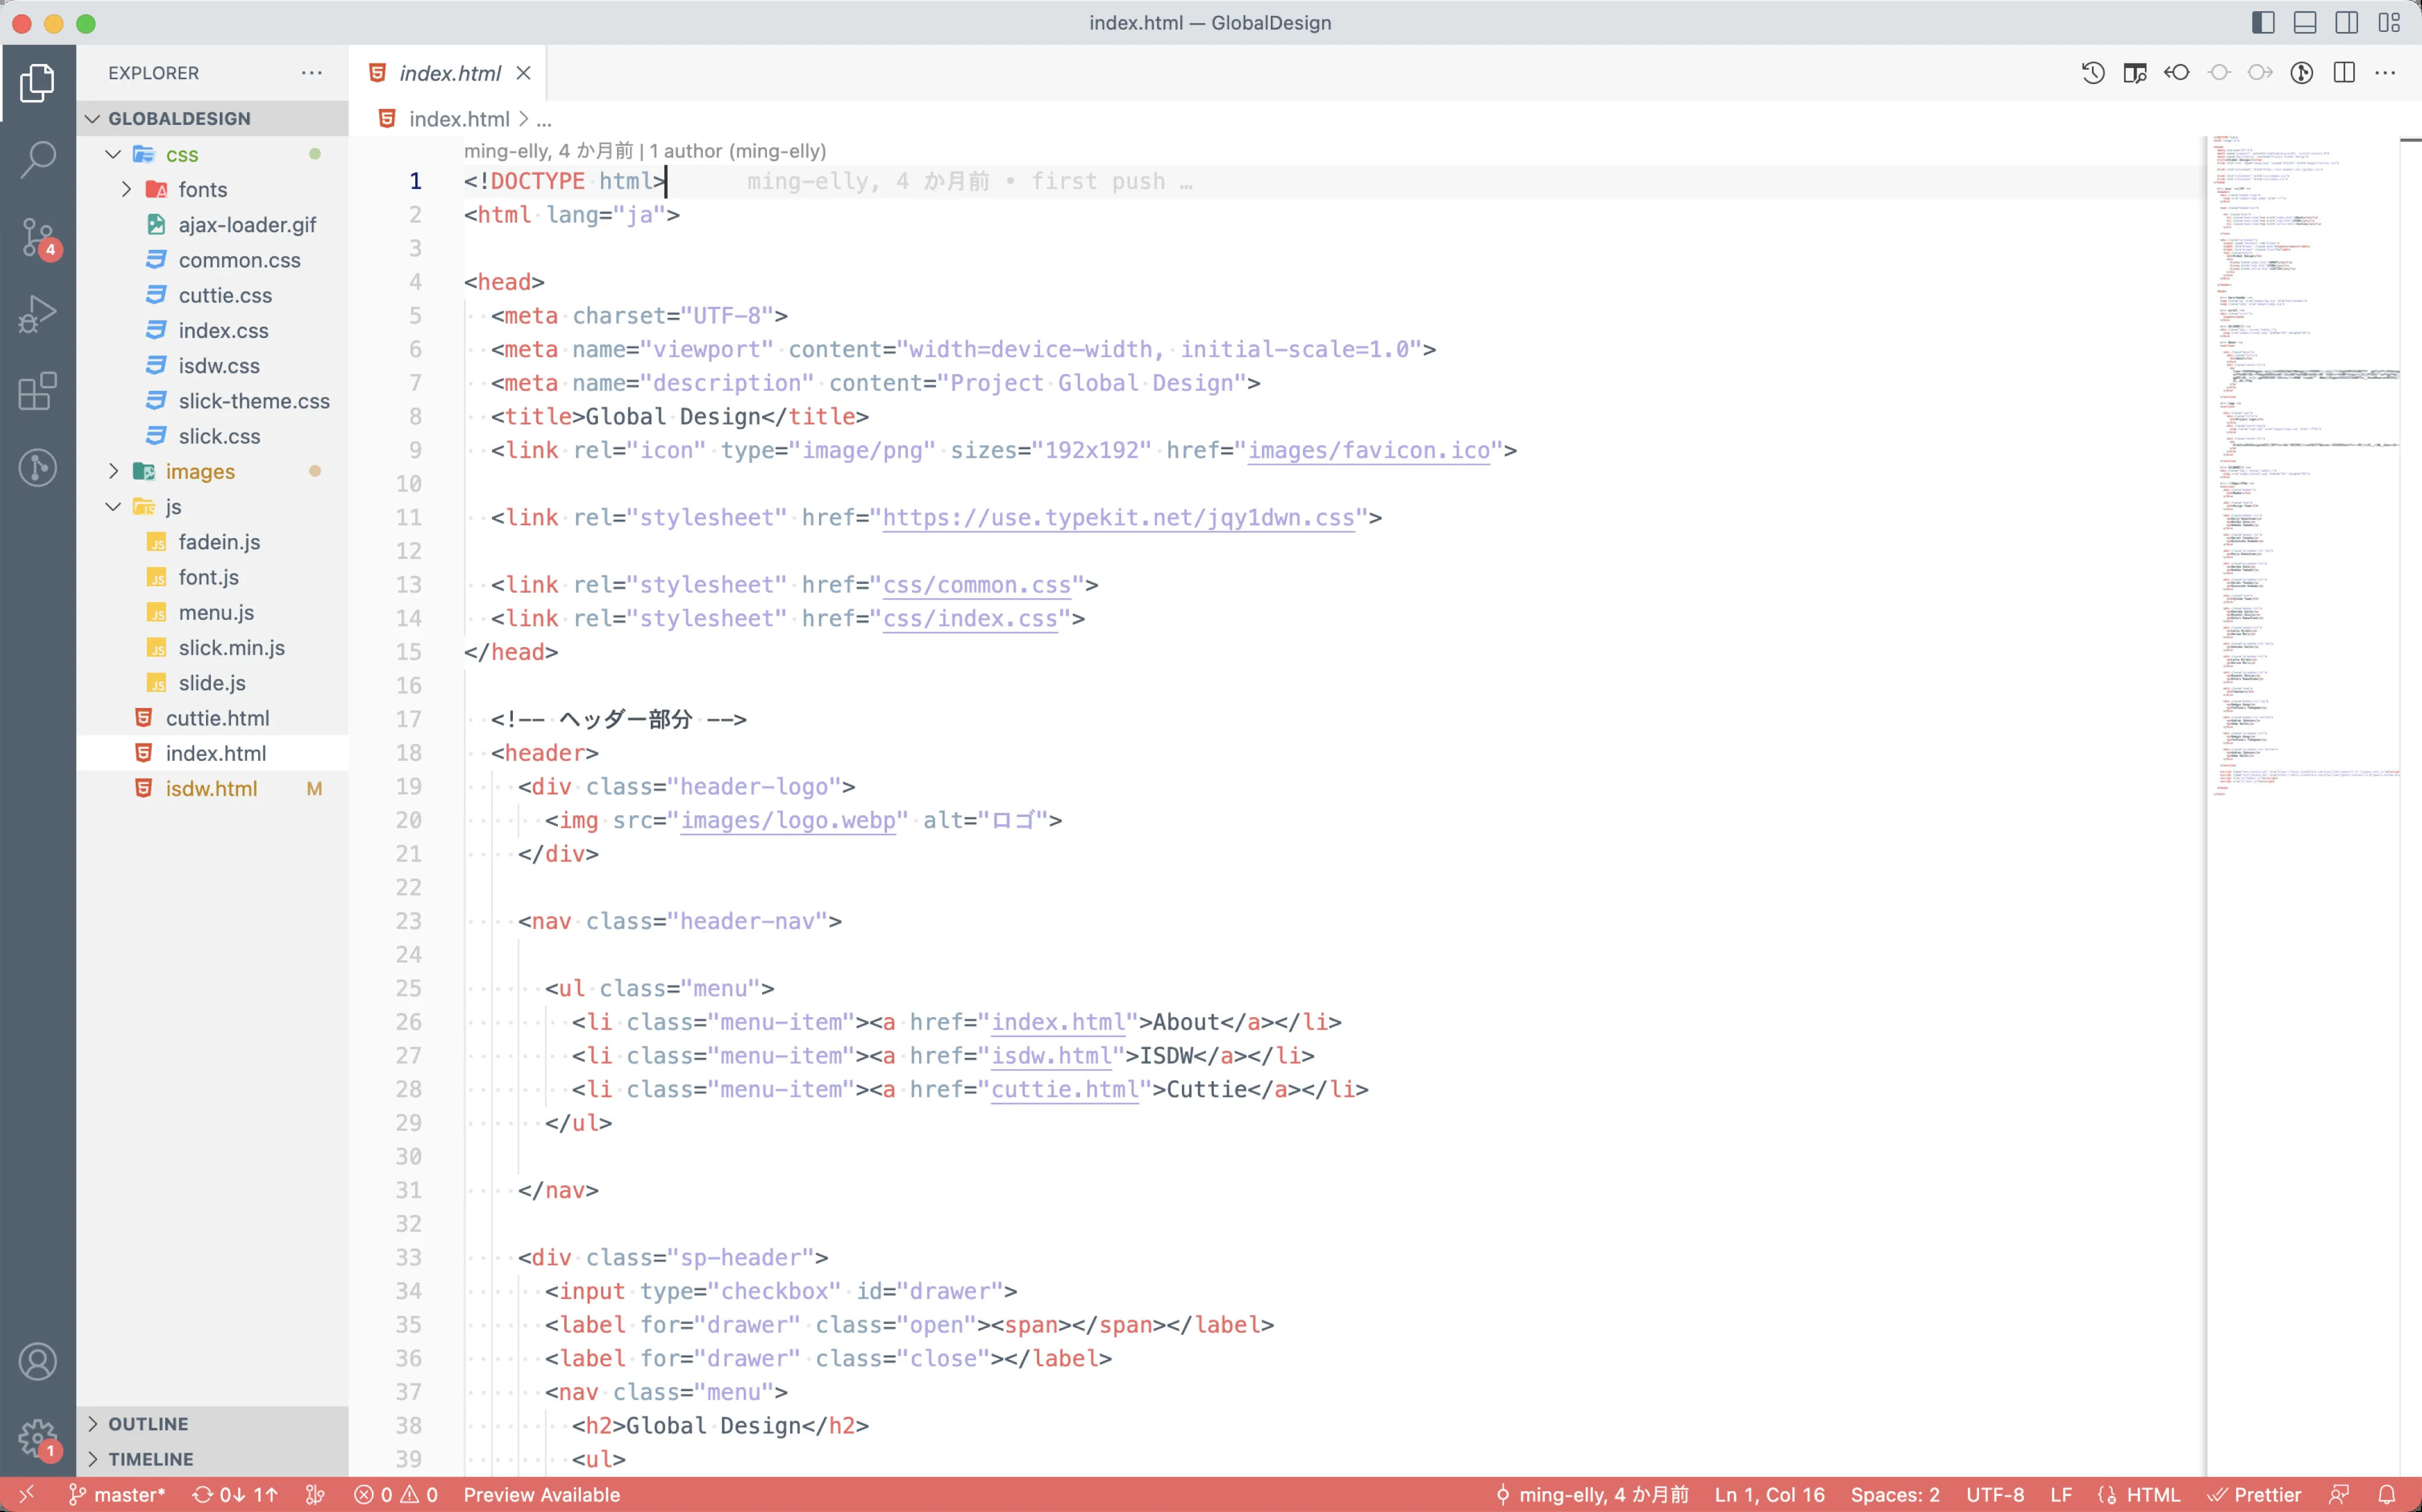 index.html — GlobalDesign
EXPLORER
GLOBALDESIGN
css
fonts
ajax-loader.gif
common.css
cuttie.css
index.css
isdw.css
slick-theme.css
slick.css
images
js
fadein.js
font.js
menu.js
slick.min.js
slide.js
cuttie.html
index.html
isdw.html M
OUTLINE
TIMELINE
4
1
index.html
index.html > ...
ming-elly, 4 か月前 | 1 author (ming-elly)
1 <!DOCTYPE html> ming-elly, 4 か月前 • first push …
2 <html lang="ja">
3
4 <head>
5 <meta charset="UTF-8">
6 <meta name="viewport" content="width=device-width, initial-scale=1.0">
7 <meta name="description" content="Project Global Design">
8 <title>Global Design</title>
9 <link rel="icon" type="image/png" sizes="192x192" href="images/favicon.ico">
10
11 <link rel="stylesheet" href="https://use.typekit.net/jqy1dwn.css">
12
13 <link rel="stylesheet" href="css/common.css">
14 <link rel="stylesheet" href="css/index.css">
15 </head>
16
17 <!-- ヘッダー部分 -->
18 <header>
19 <div class="header-logo">
20 <img src="images/logo.webp" alt="ロゴ">
21 </div>
22
23 <nav class="header-nav">
24
25 <ul class="menu">
26 <li class="menu-item"><a href="index.html">About</a></li>
27 <li class="menu-item"><a href="isdw.html">ISDW</a></li>
28 <li class="menu-item"><a href="cuttie.html">Cuttie</a></li>
29 </ul>
30
31 </nav>
32
33 <div class="sp-header">
34 <input type="checkbox" id="drawer">
35 <label for="drawer" class="open"><span></span></label>
36 <label for="drawer" class="close"></label>
37 <nav class="menu">
38 <h2>Global Design</h2>
39 <ul>
master* 0↓ 1↑ 0 0 Preview Available ming-elly, 4 か月前 Ln 1, Col 16 Spaces: 2 UTF-8 LF HTML Prettier